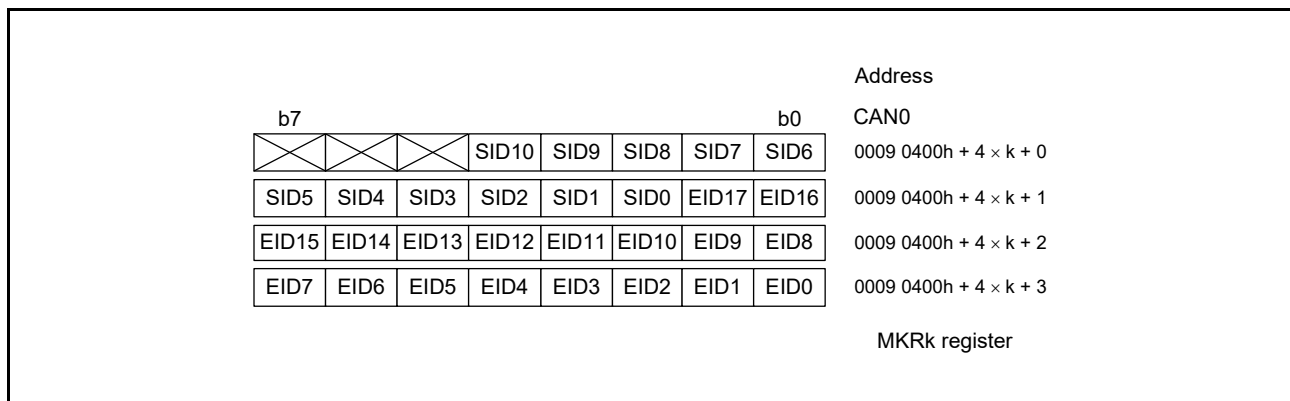 Address
b7 b0 CAN0
SID10 SID9 SID8 SID7 SID6 0009 0400h + 4 × k + 0
SID5 SID4 SID3 SID2 SID1 SID0 EID17 EID16 0009 0400h + 4 × k + 1
EID15 EID14 EID13 EID12 EID11 EID10 EID9 EID8 0009 0400h + 4 × k + 2
EID7 EID6 EID5 EID4 EID3 EID2 EID1 EID0 0009 0400h + 4 × k + 3
MKRk register